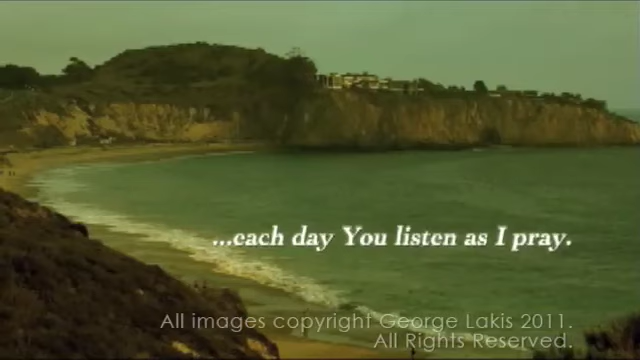 ...each day You listen as I pray.
All images copyright George Lakis 2011.
All Rights Reserved.